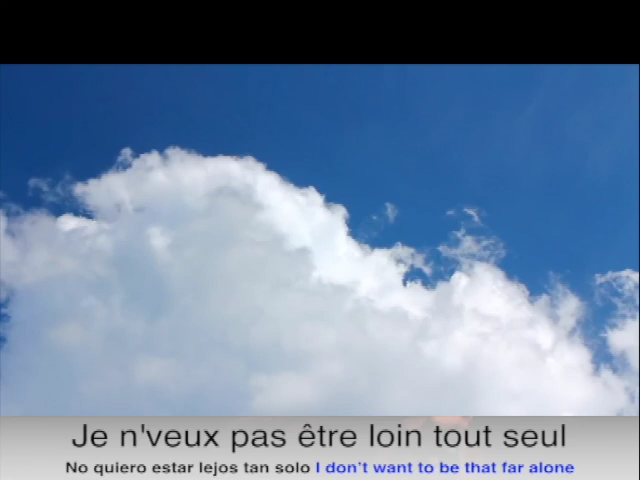 Je n'veux pas être loin tout seul
No quiero estar lejos tan solo I don't want to be that far alone